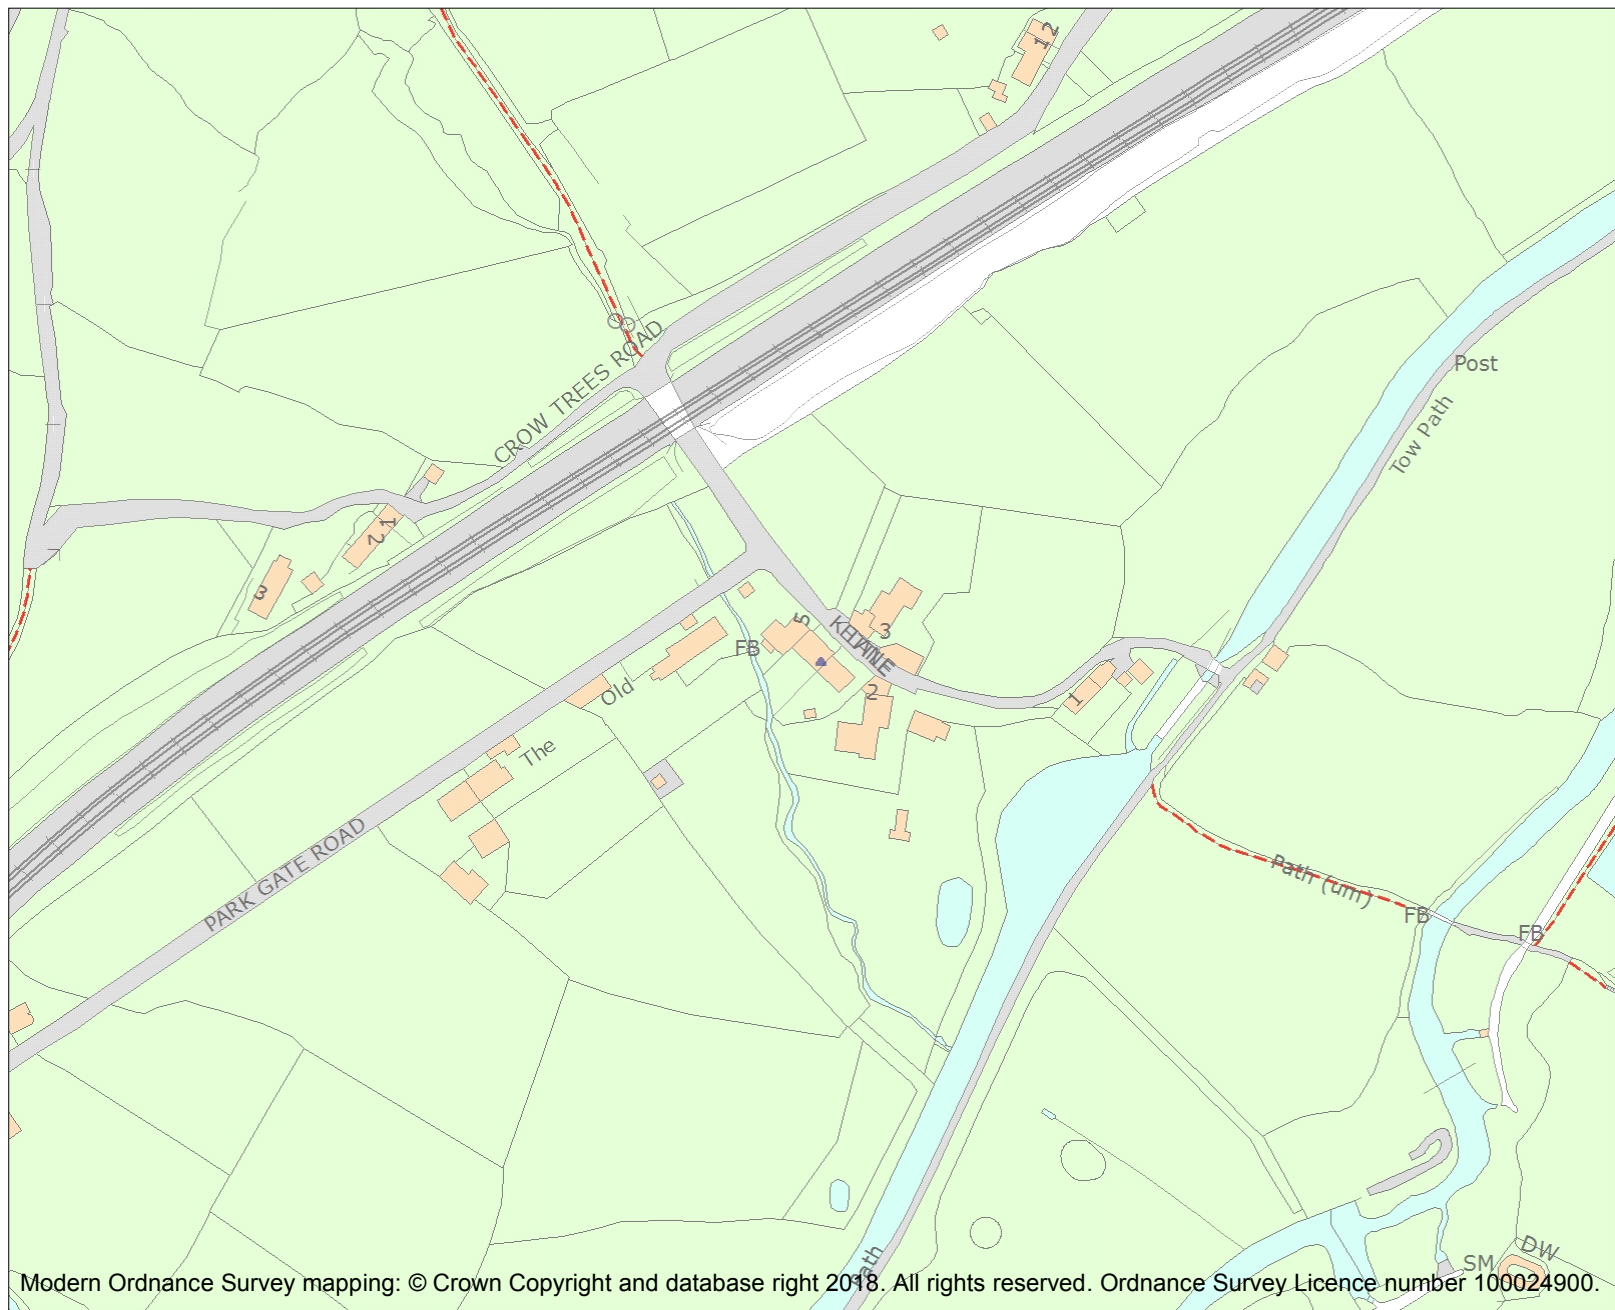 1 2
CROW TREES ROAD
Post
Tow Path
1
2
3
5
3
FB
2
1
Old
The
PARK GATE ROAD
Path (um)
FB
FB
Path
SM
DW
Modern Ordnance Survey mapping: © Crown Copyright and database right 2018. All rights reserved. Ordnance Survey Licence number 100024900.